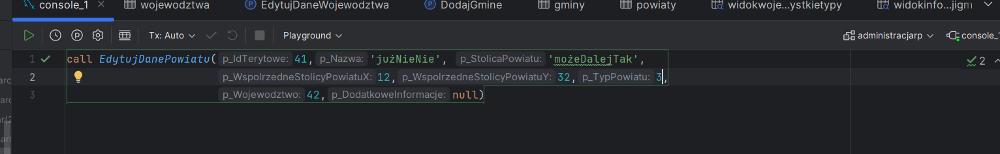 console_1 wojewodztwa EdytujDaneWojewodztwa DodajGmine gminy powiaty widokwoje...ystkietypy widokinfo...jigm
Tx: Auto Playground administracjarp console_1
1 call EdytujDanePowiatu( p_IdTerytowe: 41, p_Nazwa: 'jużNieNie', p_StolicaPowiatu: 'możeDalejTak', 2
2 p_WspolrzedneStolicyPowiatuX: 12, p_WspolrzedneStolicyPowiatuY: 32, p_TypPowiatu: 3,
3 p_Wojewodztwo: 42, p_DodatkoweInformacje: null)